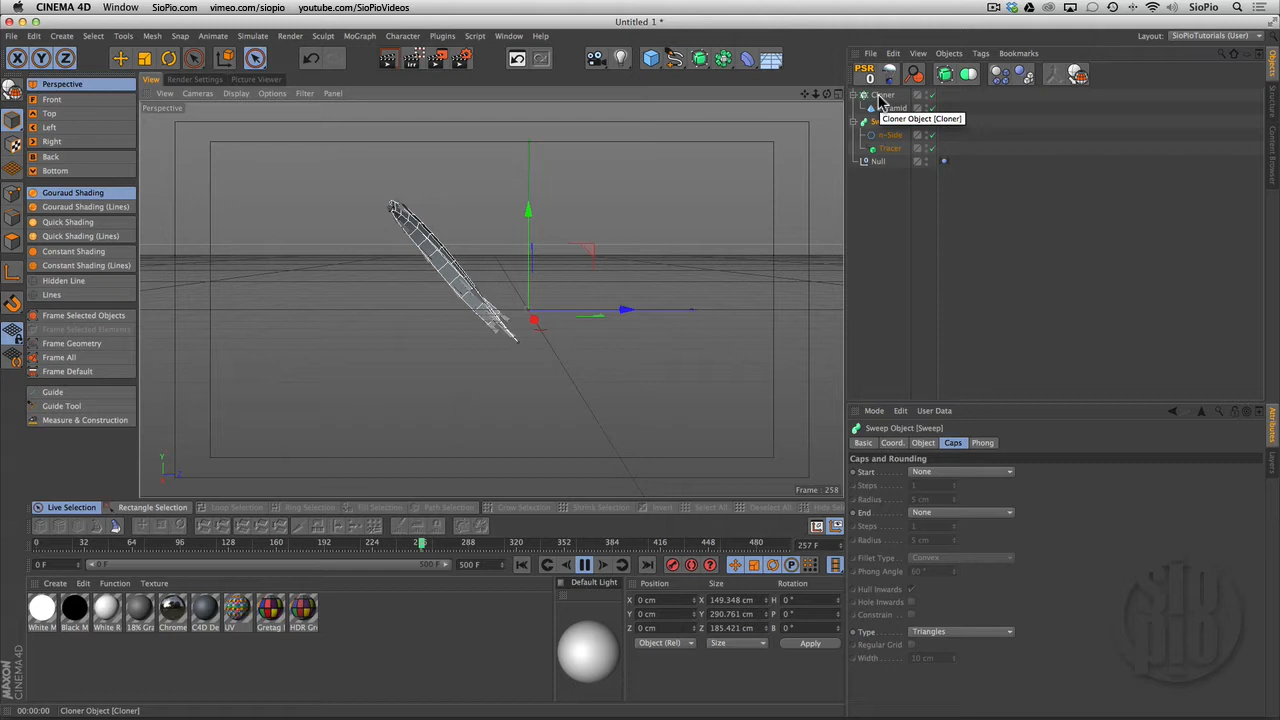 CINEMA 4D Window SioPio.com vimeo.com/siopio youtube.com/SioPioVideos SioPio
Untitled 1 *
File Edit Create Select Tools Mesh Snap Animate Simulate Render Sculpt MoGraph Character Plugins Script Window Help Layout: SioPioTutorials (User)
File Edit View Objects Tags Bookmarks
PSR
0
Perspective
Front
Top
Left
Right
Back
Bottom
Gouraud Shading
Gouraud Shading (Lines)
Quick Shading
Quick Shading (Lines)
Constant Shading
Constant Shading (Lines)
Hidden Line
Lines
Frame Selected Objects
Frame Selected Elements
Frame Geometry
Frame All
Frame Default
Guide
Guide Tool
Measure & Construction
View Render Settings Picture Viewer
View Cameras Display Options Filter Panel
Perspective
Y
Z
Frame : 258
Cloner Object [Cloner]
n-Side
Tracer
Null
Objects
Structure
Content Browser
Attributes
Layers
Mode Edit User Data
Sweep Object [Sweep]
Basic Coord. Object Caps Phong
Caps and Rounding
Start None
Steps 1
Radius 5 cm
End None
Steps 1
Radius 5 cm
Fillet Type Convex
Phong Angle 60 °
Hull Inwards
Hole Inwards
Constrain
Type Triangles
Regular Grid
Width 10 cm
Live Selection Rectangle Selection Loop Selection Ring Selection Fill Selection Path Selection Grow Selection Shrink Selection Invert Select All Deselect All Hide Sel
0 32 64 96 128 160 192 224 288 320 352 384 416 448 480 257 F
0 F 0 F 500 F 500 F
Create Edit Function Texture
White M Black M White R 18% Gra Chrome C4D De UV Gretag HDR Gr
Default Light
Position Size Rotation
X 0 cm X 149.348 cm H 0 °
Y 0 cm Y 290.761 cm P 0 °
Z 0 cm Z 185.421 cm B 0 °
Object (Rel) Size Apply
MAXON
CINEMA 4D
00:00:00 Cloner Object [Cloner]